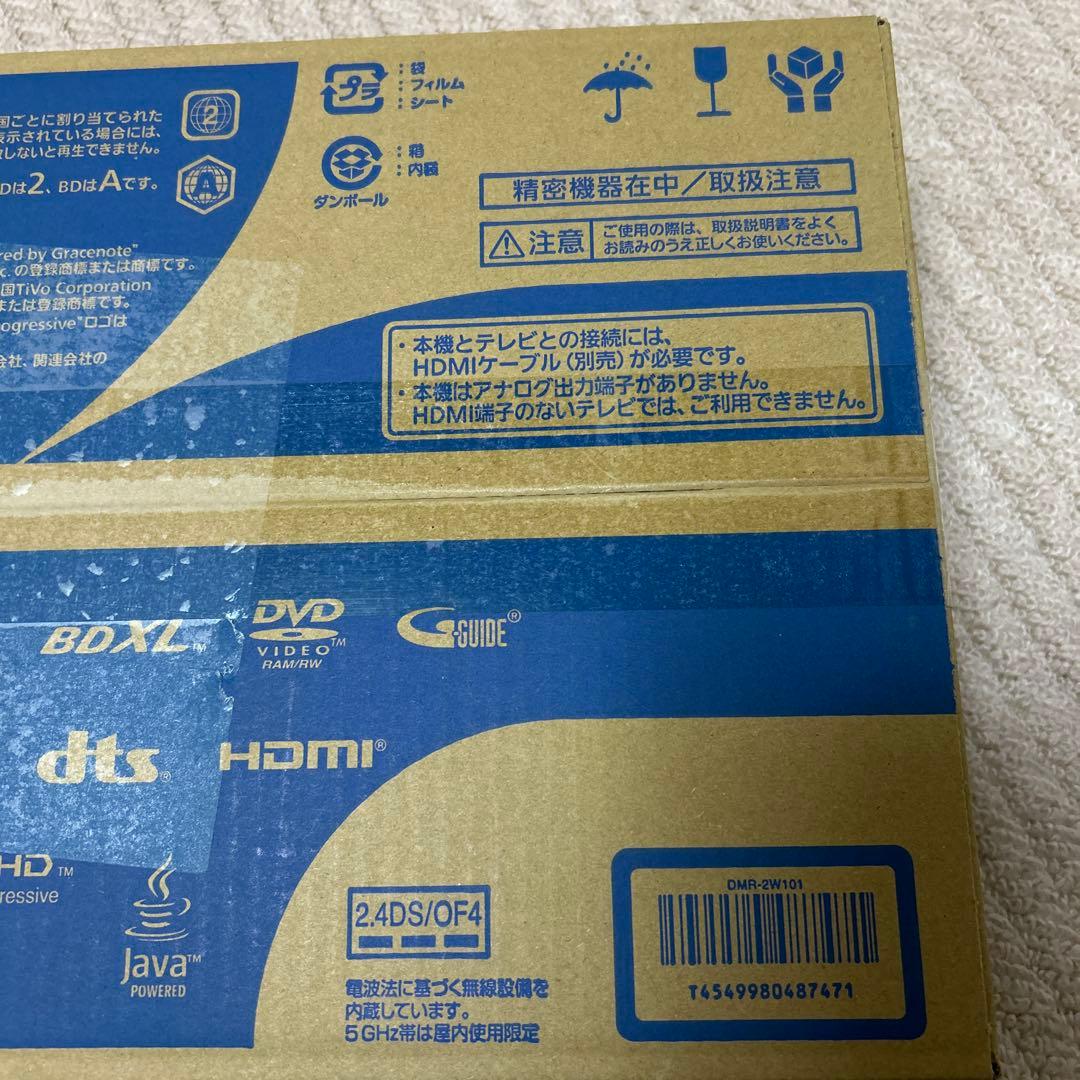 国ごとに割り当てられた
表示されている場合には、
しないと再生できません。
Dは2、BDはAです。
2
A
プラ
：袋
：フィルム
：シート
：箱
：内袋
ダンボール
精密機器在中／取扱注意
注意
ご使用の際は、取扱説明書をよく
お読みのうえ正しくお使いください。
red by Gracenote"
c. の登録商標または商標です。
国TiVo Corporation
または登録商標です。
ogressive"ロゴは
会社、関連会社の
・本機とテレビとの接続には、
HDMIケーブル（別売）が必要です。
・本機はアナログ出力端子がありません。
HDMI端子のないテレビでは、ご利用できません。
BDXL™
DVD
VIDEO™
RAM/RW
G-GUIDE®
dts®
HDMI®
HD™
ressive
Java™
POWERED
2.4DS/OF4
電波法に基づく無線設備を
内蔵しています。
5GHz帯は屋内使用限定
DMR-2W101
T4549980487471